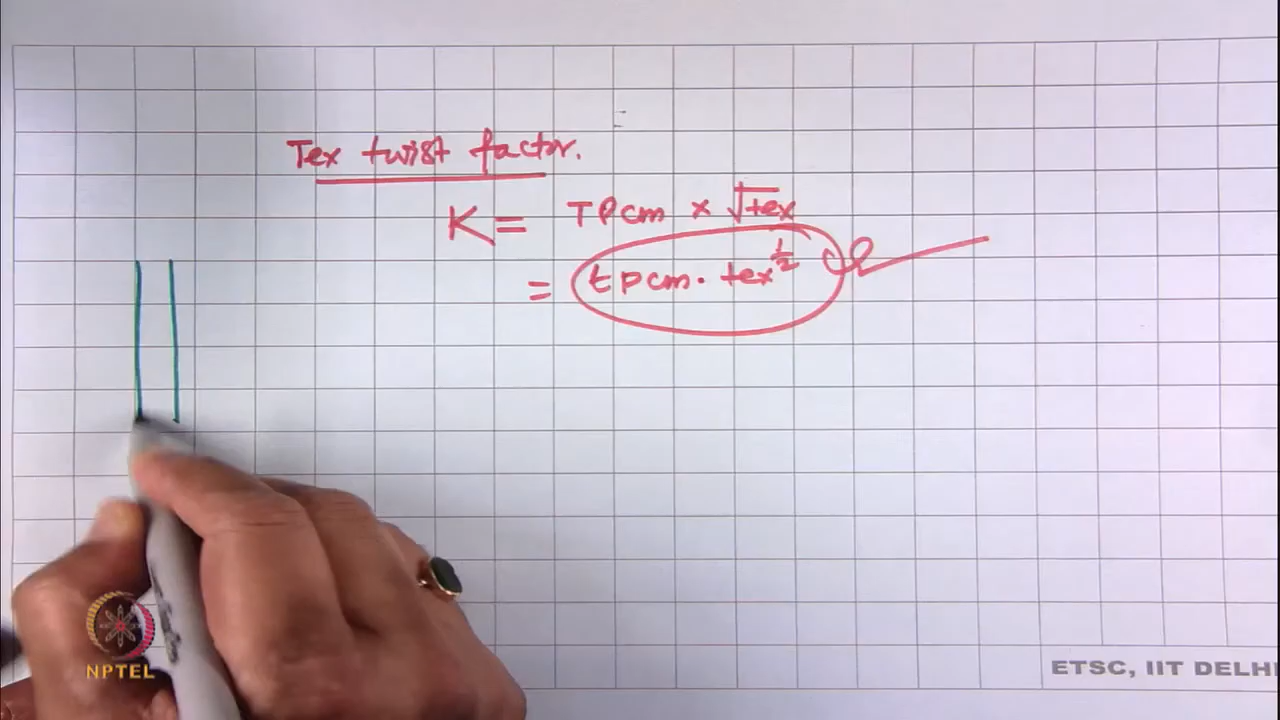 Tex twist factor.
K = TPcm × √tex
= tpcm · tex^1/2
NPTEL
ETSC, IIT DELHI